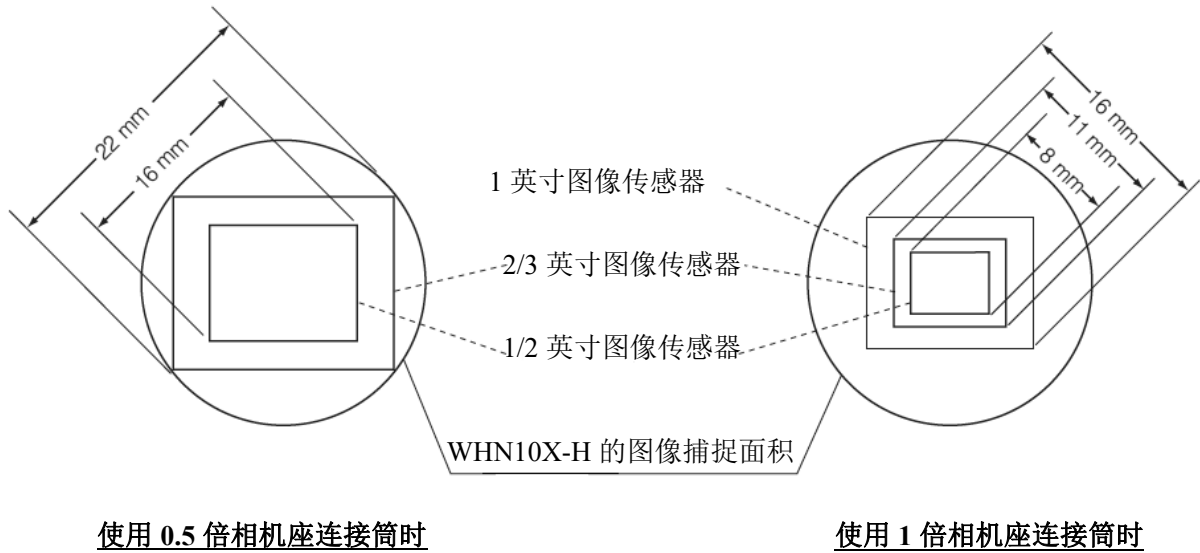 22 mm
16 mm
16 mm
11 mm
8 mm
1 英寸图像传感器
2/3 英寸图像传感器
1/2 英寸图像传感器
WHN10X-H 的图像捕捉面积
使用 0.5 倍相机座连接筒时
使用 1 倍相机座连接筒时